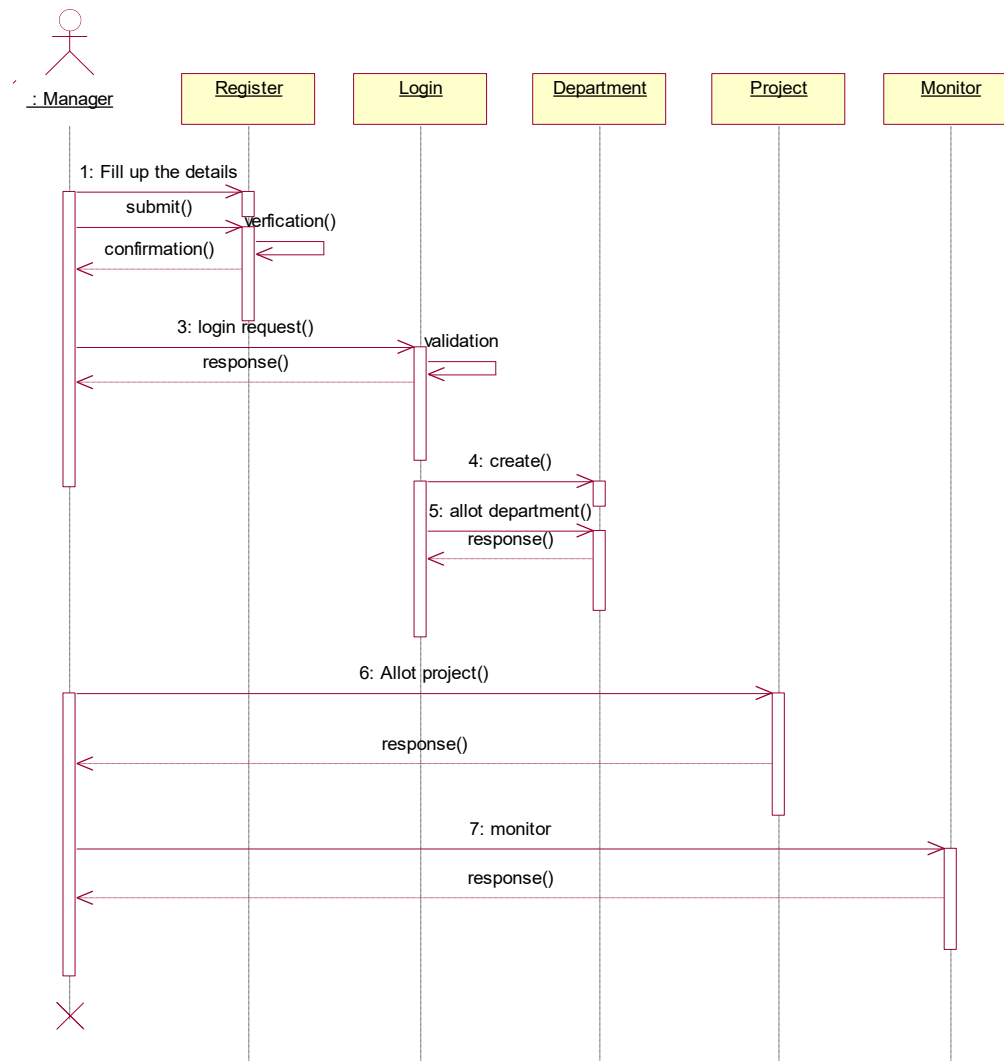 : Manager
Register
Login
Department
Project
Monitor
1: Fill up the details
submit()
verfication()
confirmation()
3: login request()
validation
response()
4: create()
5: allot department()
response()
6: Allot project()
response()
7: monitor
response()